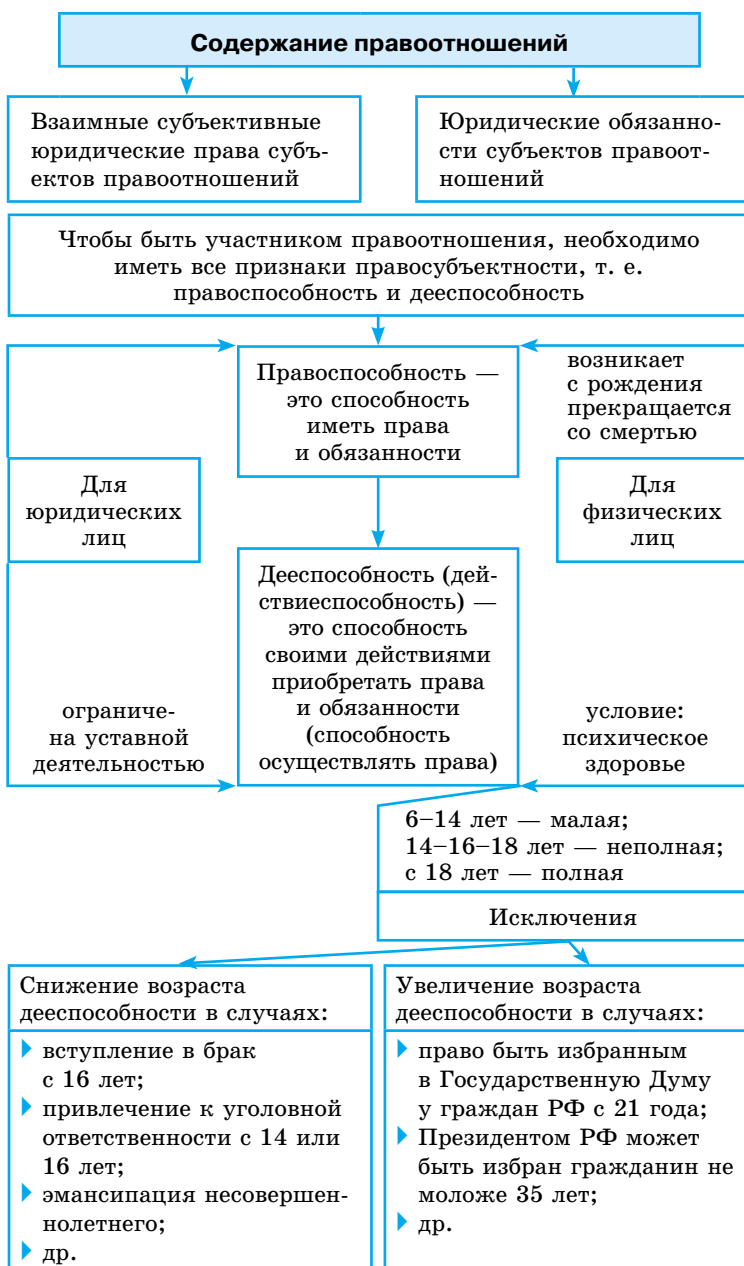 Содержание правоотношений
Взаимные субъективные
юридические права субъ-
ектов правоотношений
Юридические обязанно-
сти субъектов правоот-
ношений
Чтобы быть участником правоотношения, необходимо
иметь все признаки правосубъектности, т. е.
правоспособность и дееспособность
Правоспособность —
это способность
иметь права
и обязанности
возникает
с рождения
прекращается
со смертью
Для
юридических
лиц
Для
физических
лиц
Дееспособность (дей-
ствиеспособность) —
это способность
своими действиями
приобретать права
и обязанности
(способность
осуществлять права)
ограниче-
на уставной
деятельностью
условие:
психическое
здоровье
6–14 лет — малая;
14–16–18 лет — неполная;
с 18 лет — полная
Исключения
Снижение возраста
дееспособности в случаях:
вступление в брак
с 16 лет;
привлечение к уголовной
ответственности с 14 или
16 лет;
эмансипация несовершен-
нолетнего;
др.
Увеличение возраста
дееспособности в случаях:
право быть избранным
в Государственную Думу
у граждан РФ с 21 года;
Президентом РФ может
быть избран гражданин не
моложе 35 лет;
др.